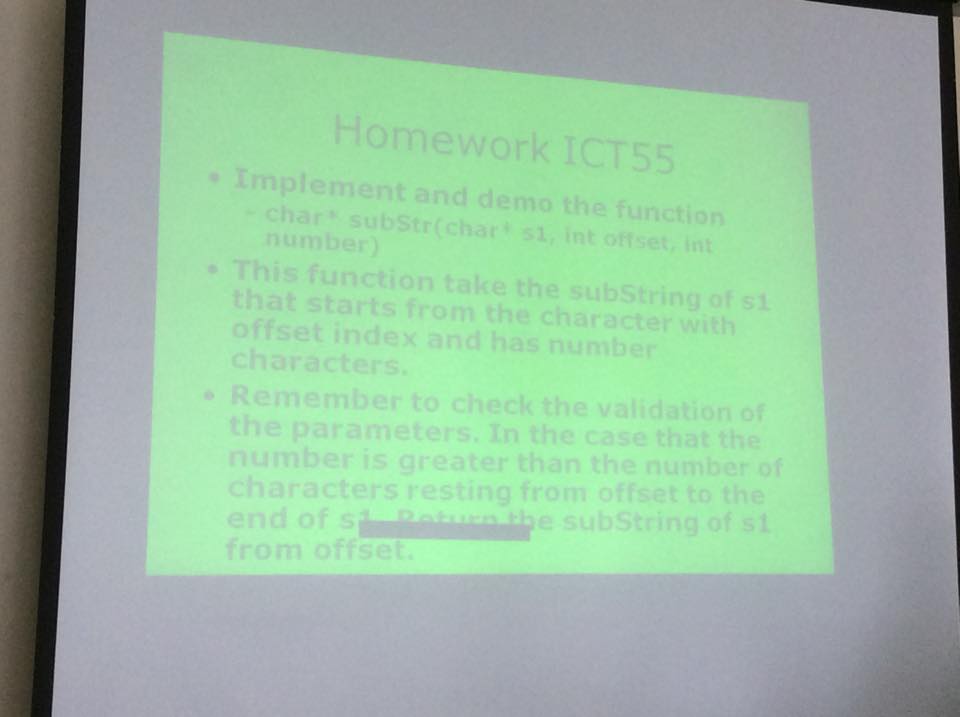 Homework ICT55
• Implement and demo the function
- char* subStr(char* s1, int offset, int
number)
• This function take the subString of s1
that starts from the character with
offset index and has number
characters.
• Remember to check the validation of
the parameters. In the case that the
number is greater than the number of
characters resting from offset to the
end of s1. Return the subString of s1
from offset.